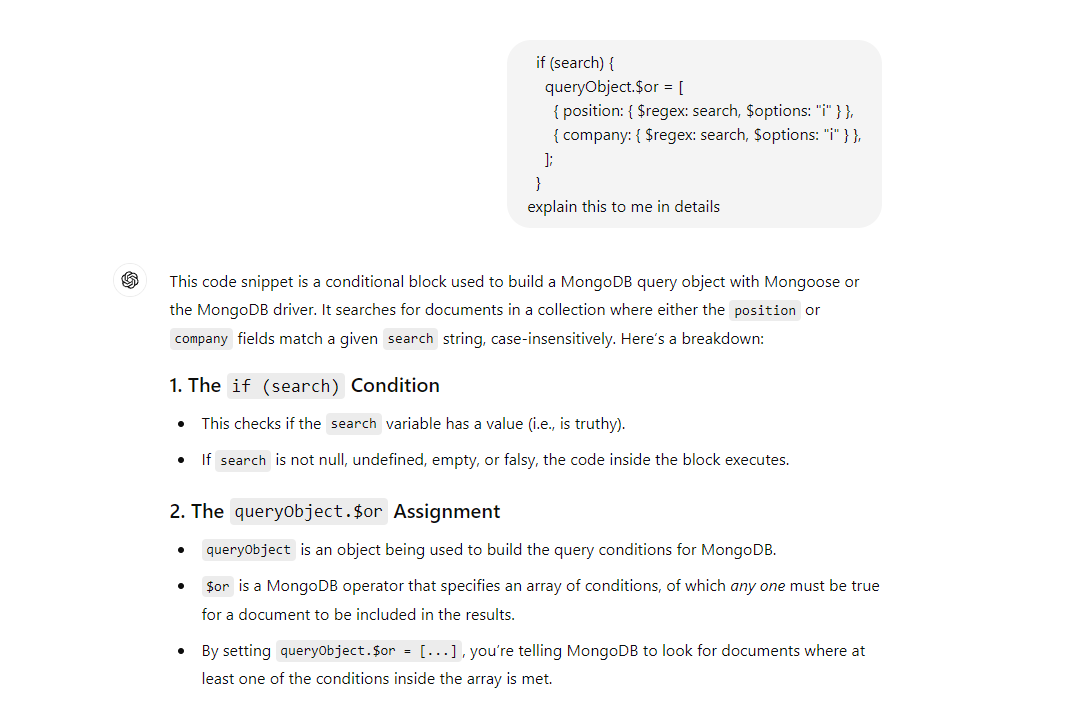 if (search) {
queryObject.$or = [
{ position: { $regex: search, $options: "i" } },
{ company: { $regex: search, $options: "i" } },
];
}
explain this to me in details
This code snippet is a conditional block used to build a MongoDB query object with Mongoose or
the MongoDB driver. It searches for documents in a collection where either the position or
company fields match a given search string, case-insensitively. Here's a breakdown:
1. The if (search) Condition
• This checks if the search variable has a value (i.e., is truthy).
• If search is not null, undefined, empty, or falsy, the code inside the block executes.
2. The queryObject.$or Assignment
• queryObject is an object being used to build the query conditions for MongoDB.
• $or is a MongoDB operator that specifies an array of conditions, of which any one must be true
for a document to be included in the results.
• By setting queryObject.$or = [...], you're telling MongoDB to look for documents where at
least one of the conditions inside the array is met.